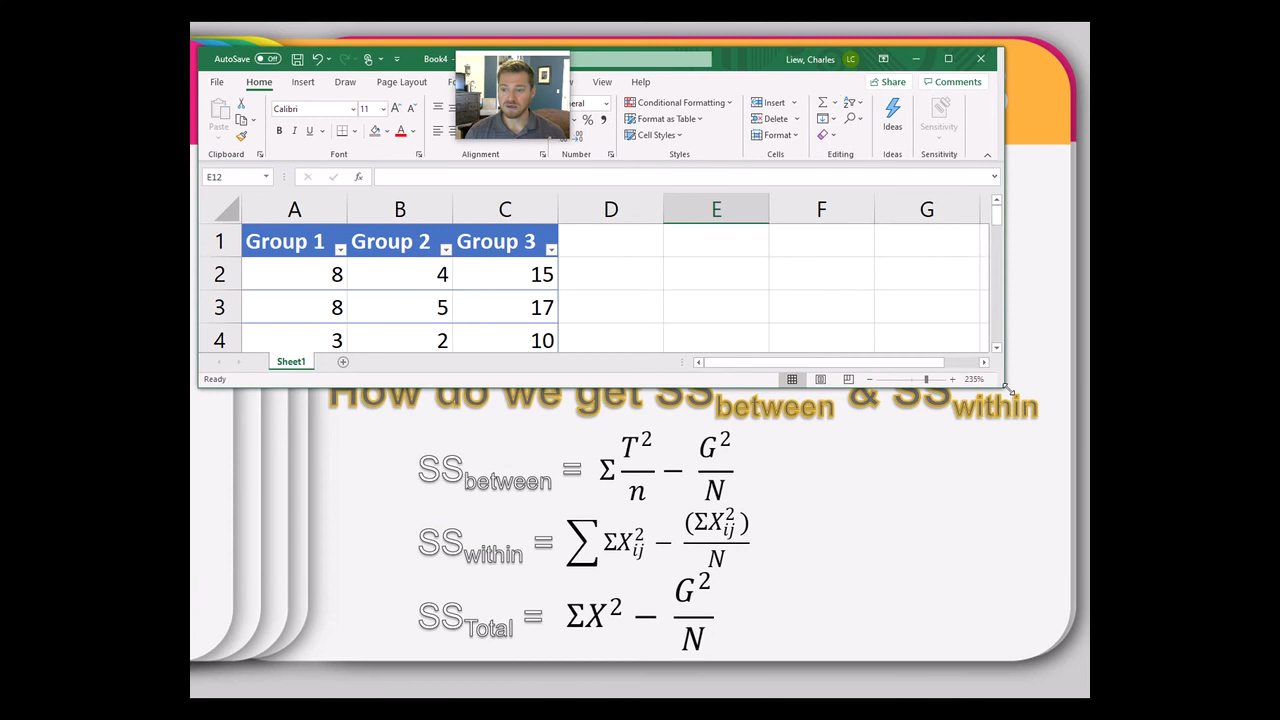 AutoSave Off Book4 - Liew, Charles LC
File Home Insert Draw Page Layout View Help Share Comments
Paste Calibri 11 A A % Conditional Formatting Insert Σ Ideas Sensitivity
B I U A Format as Table Delete
Cell Styles Format
Clipboard Font Alignment Number Styles Cells Editing Ideas Sensitivity
E12 fx
A B C D E F G
1 Group 1 Group 2 Group 3
2 8 4 15
3 8 5 17
4 3 2 10
Sheet1
Ready 235%
How do we get SSbetween & SSwithin
SSbetween = Σ T²/n − G²/N
SSwithin = ∑ ΣX²ij − (ΣX²ij)/N
SSTotal = ΣX² − G²/N